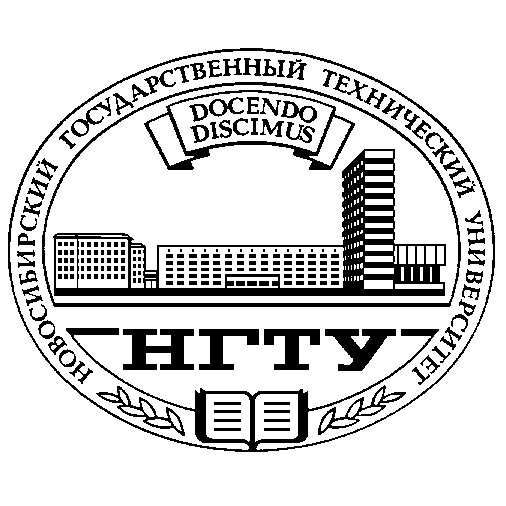 НОВОСИБИРСКИЙ ГОСУДАРСТВЕННЫЙ ТЕХНИЧЕСКИЙ УНИВЕРСИТЕТ
DOCENDO
DISCIMUS
НГТУ